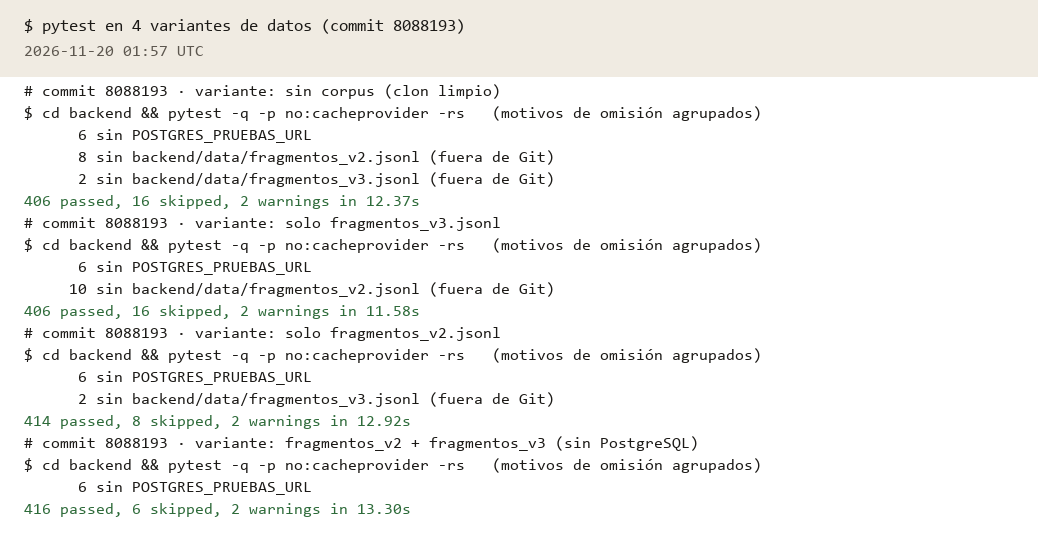 $ pytest en 4 variantes de datos (commit 8088193)
2026-11-20 01:57 UTC
# commit 8088193 · variante: sin corpus (clon limpio)
$ cd backend && pytest -q -p no:cacheprovider -rs   (motivos de omisión agrupados)
      6 sin POSTGRES_PRUEBAS_URL
      8 sin backend/data/fragmentos_v2.jsonl (fuera de Git)
      2 sin backend/data/fragmentos_v3.jsonl (fuera de Git)
406 passed, 16 skipped, 2 warnings in 12.37s
# commit 8088193 · variante: solo fragmentos_v3.jsonl
$ cd backend && pytest -q -p no:cacheprovider -rs   (motivos de omisión agrupados)
      6 sin POSTGRES_PRUEBAS_URL
     10 sin backend/data/fragmentos_v2.jsonl (fuera de Git)
406 passed, 16 skipped, 2 warnings in 11.58s
# commit 8088193 · variante: solo fragmentos_v2.jsonl
$ cd backend && pytest -q -p no:cacheprovider -rs   (motivos de omisión agrupados)
      6 sin POSTGRES_PRUEBAS_URL
      2 sin backend/data/fragmentos_v3.jsonl (fuera de Git)
414 passed, 8 skipped, 2 warnings in 12.92s
# commit 8088193 · variante: fragmentos_v2 + fragmentos_v3 (sin PostgreSQL)
$ cd backend && pytest -q -p no:cacheprovider -rs   (motivos de omisión agrupados)
      6 sin POSTGRES_PRUEBAS_URL
416 passed, 6 skipped, 2 warnings in 13.30s